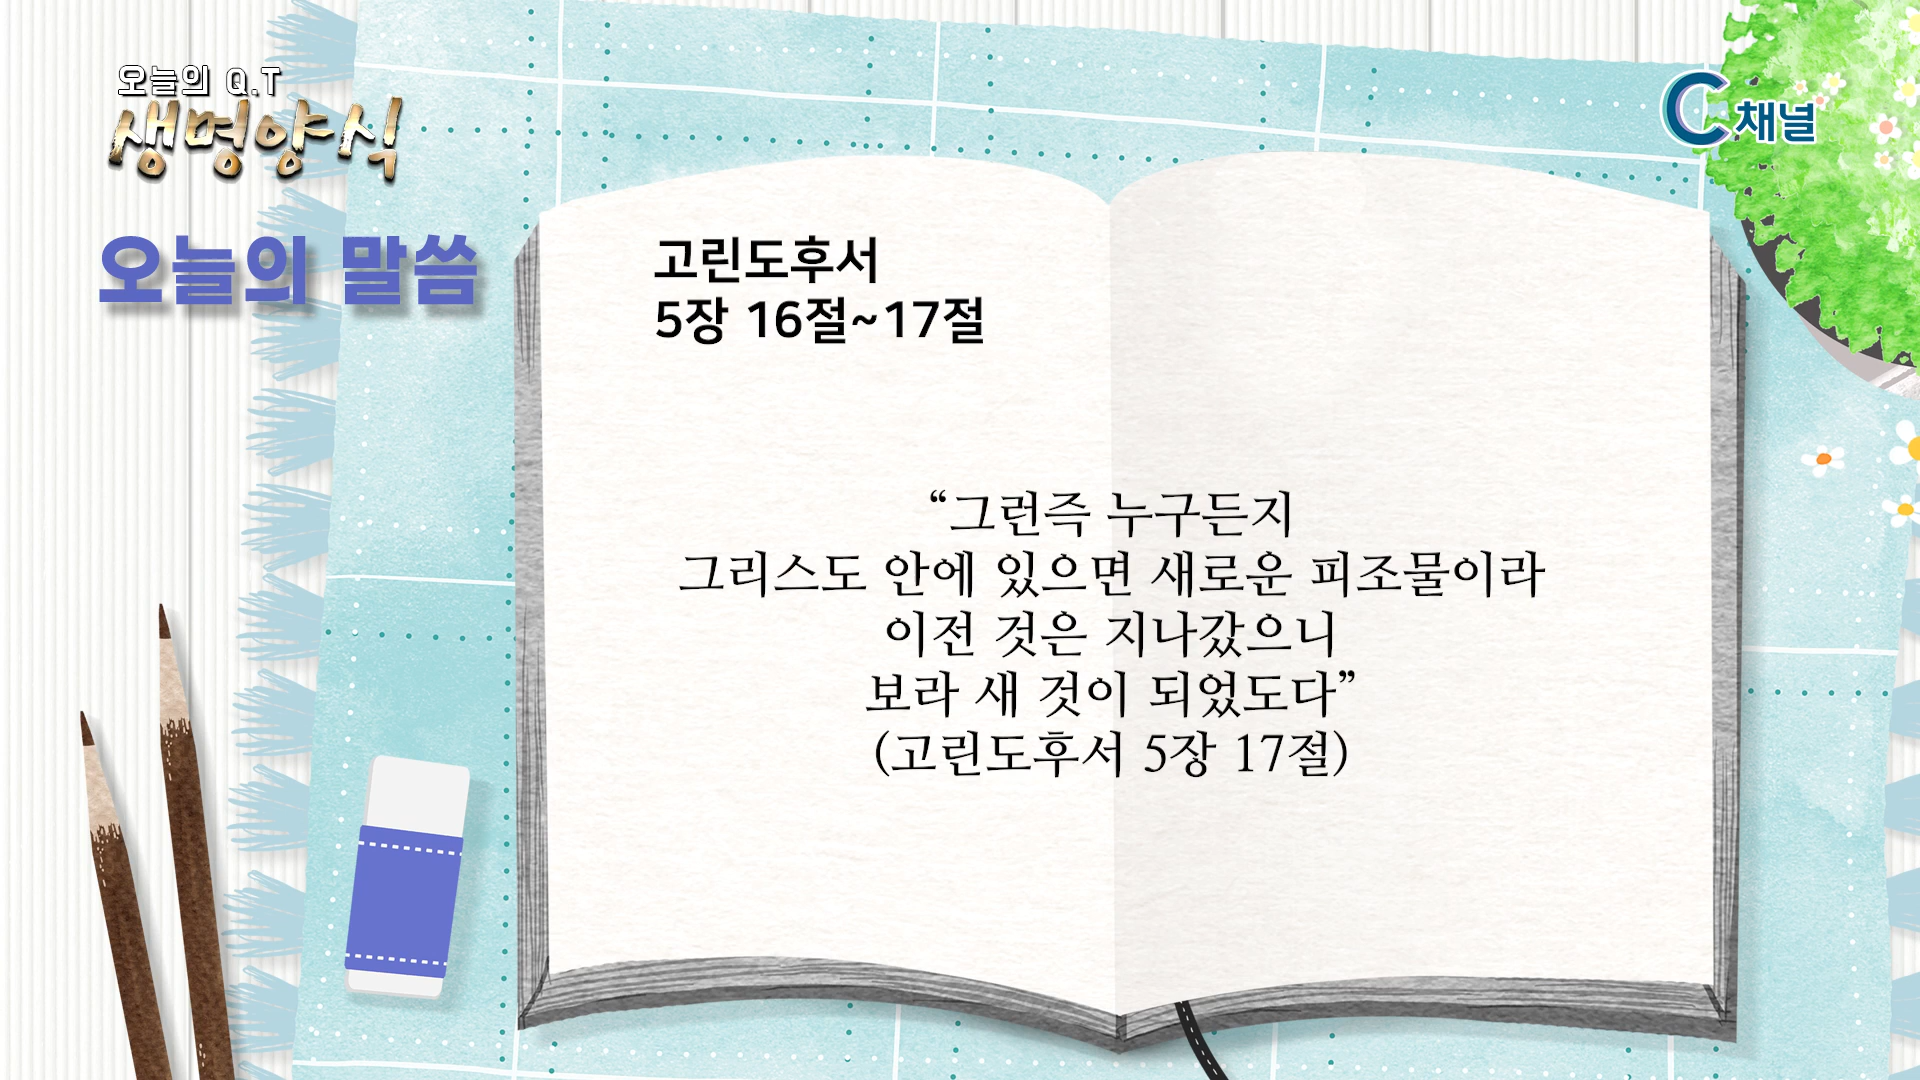 오늘의 Q.T
생명양식
C채널
오늘의 말씀
고린도후서
5장 16절~17절
“그런즉 누구든지
그리스도 안에 있으면 새로운 피조물이라
이전 것은 지나갔으니
보라 새 것이 되었도다”
(고린도후서 5장 17절)